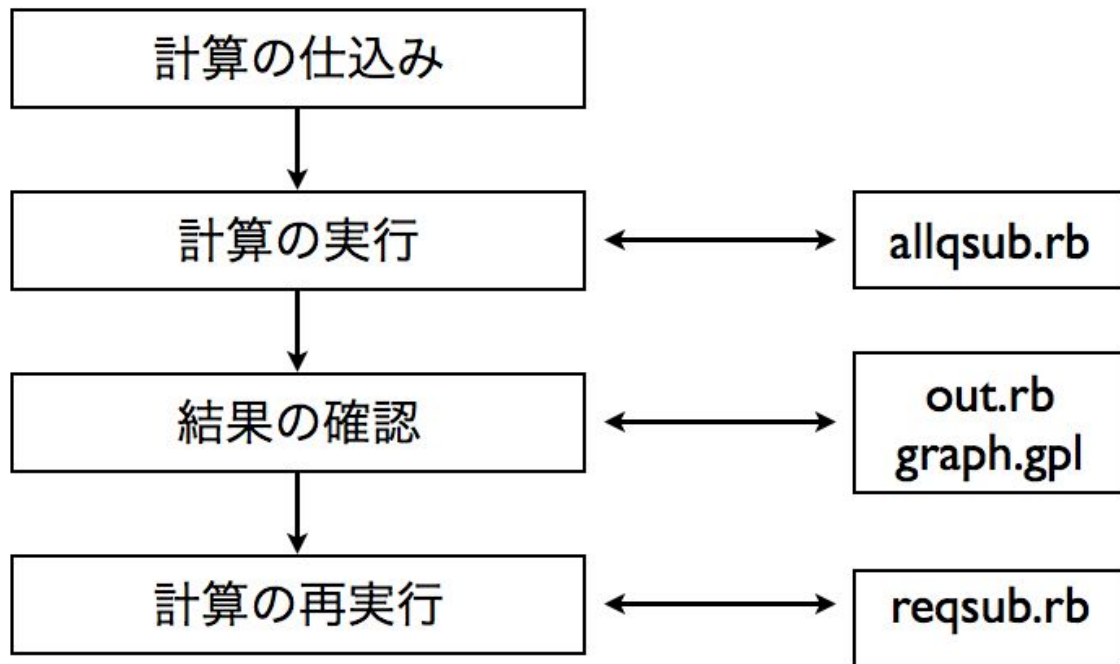 計算の仕込み
計算の実行
allqsub.rb
結果の確認
out.rb
graph.gpl
計算の再実行
reqsub.rb